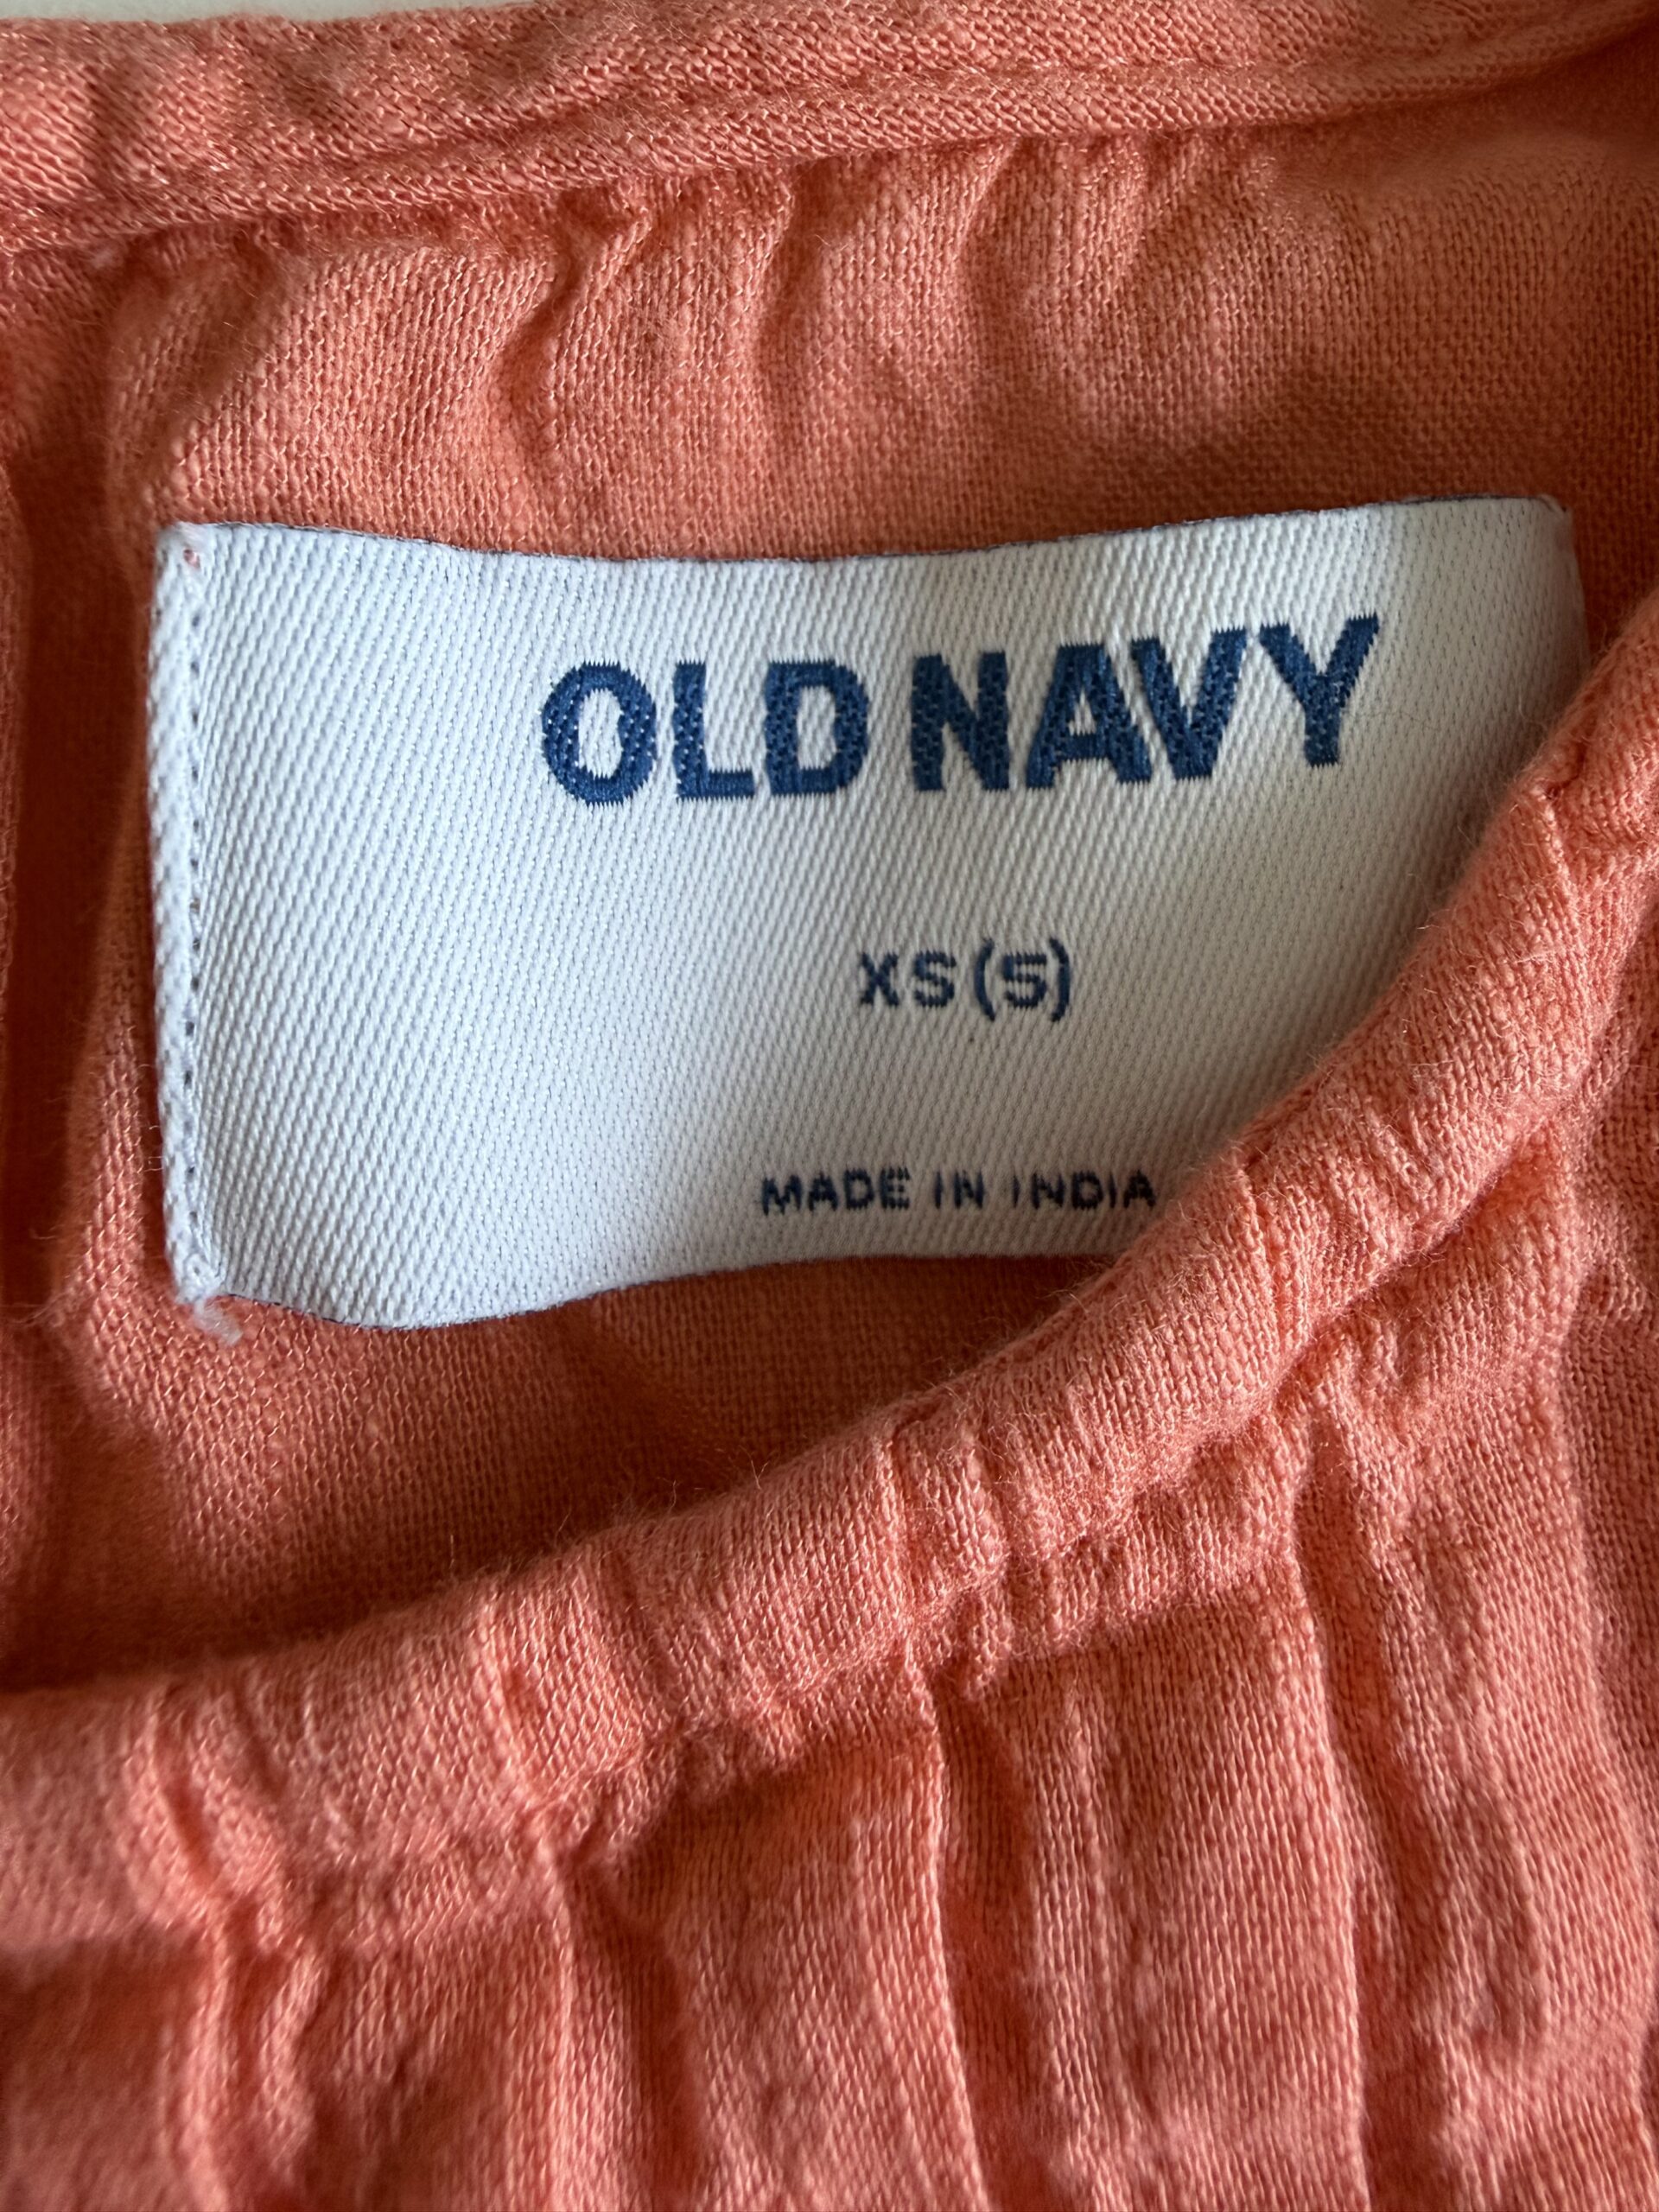 OLD NAVY
XS (5)
MADE IN INDIA